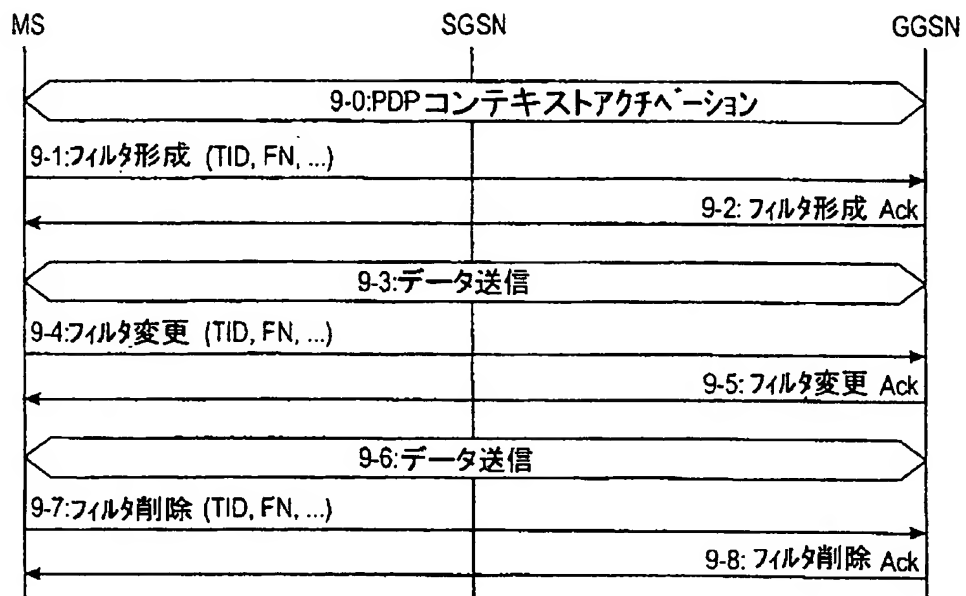 MS SGSN GGSN
9-0:PDPコンテキストアクチベーション
9-1:フィルタ形成 (TID, FN, ...)
9-2: フィルタ形成 Ack
9-3:データ送信
9-4:フィルタ変更 (TID, FN, ...)
9-5: フィルタ変更 Ack
9-6:データ送信
9-7:フィルタ削除 (TID, FN, ...)
9-8: フィルタ削除 Ack